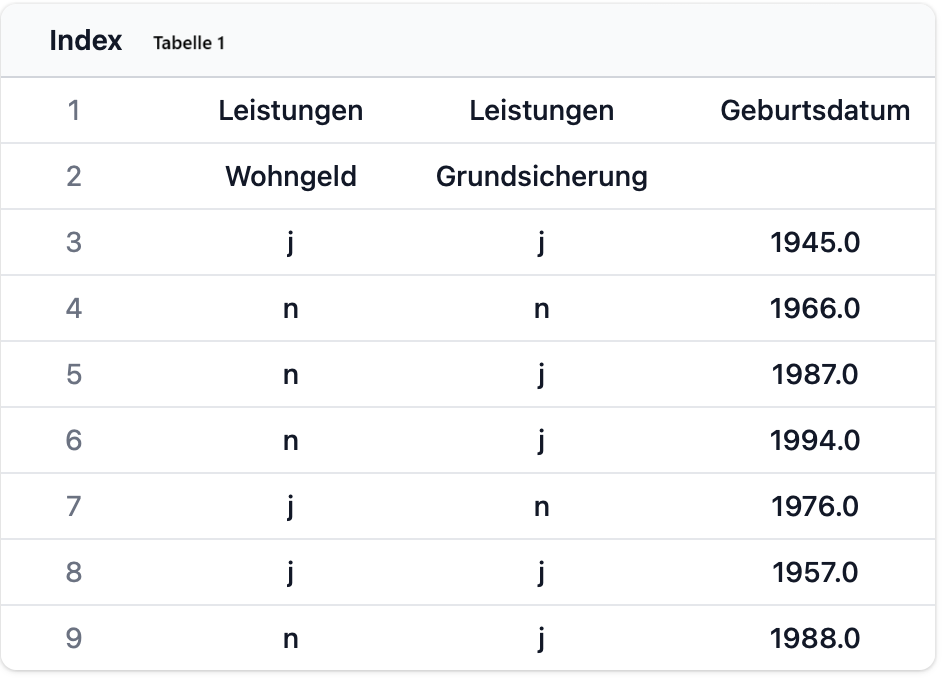 Index Tabelle 1
1 Leistungen Leistungen Geburtsdatum
2 Wohngeld Grundsicherung
3 j j 1945.0
4 n n 1966.0
5 n j 1987.0
6 n j 1994.0
7 j n 1976.0
8 j j 1957.0
9 n j 1988.0